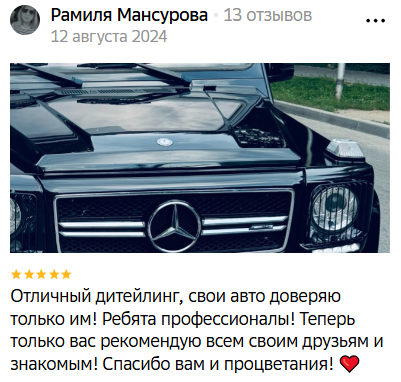 Рамиля Мансурова · 13 отзывов
12 августа 2024
Отличный дитейлинг, свои авто доверяю
только им! Ребята профессионалы! Теперь
только вас рекомендую всем своим друзьям и
знакомым! Спасибо вам и процветания! ❤️